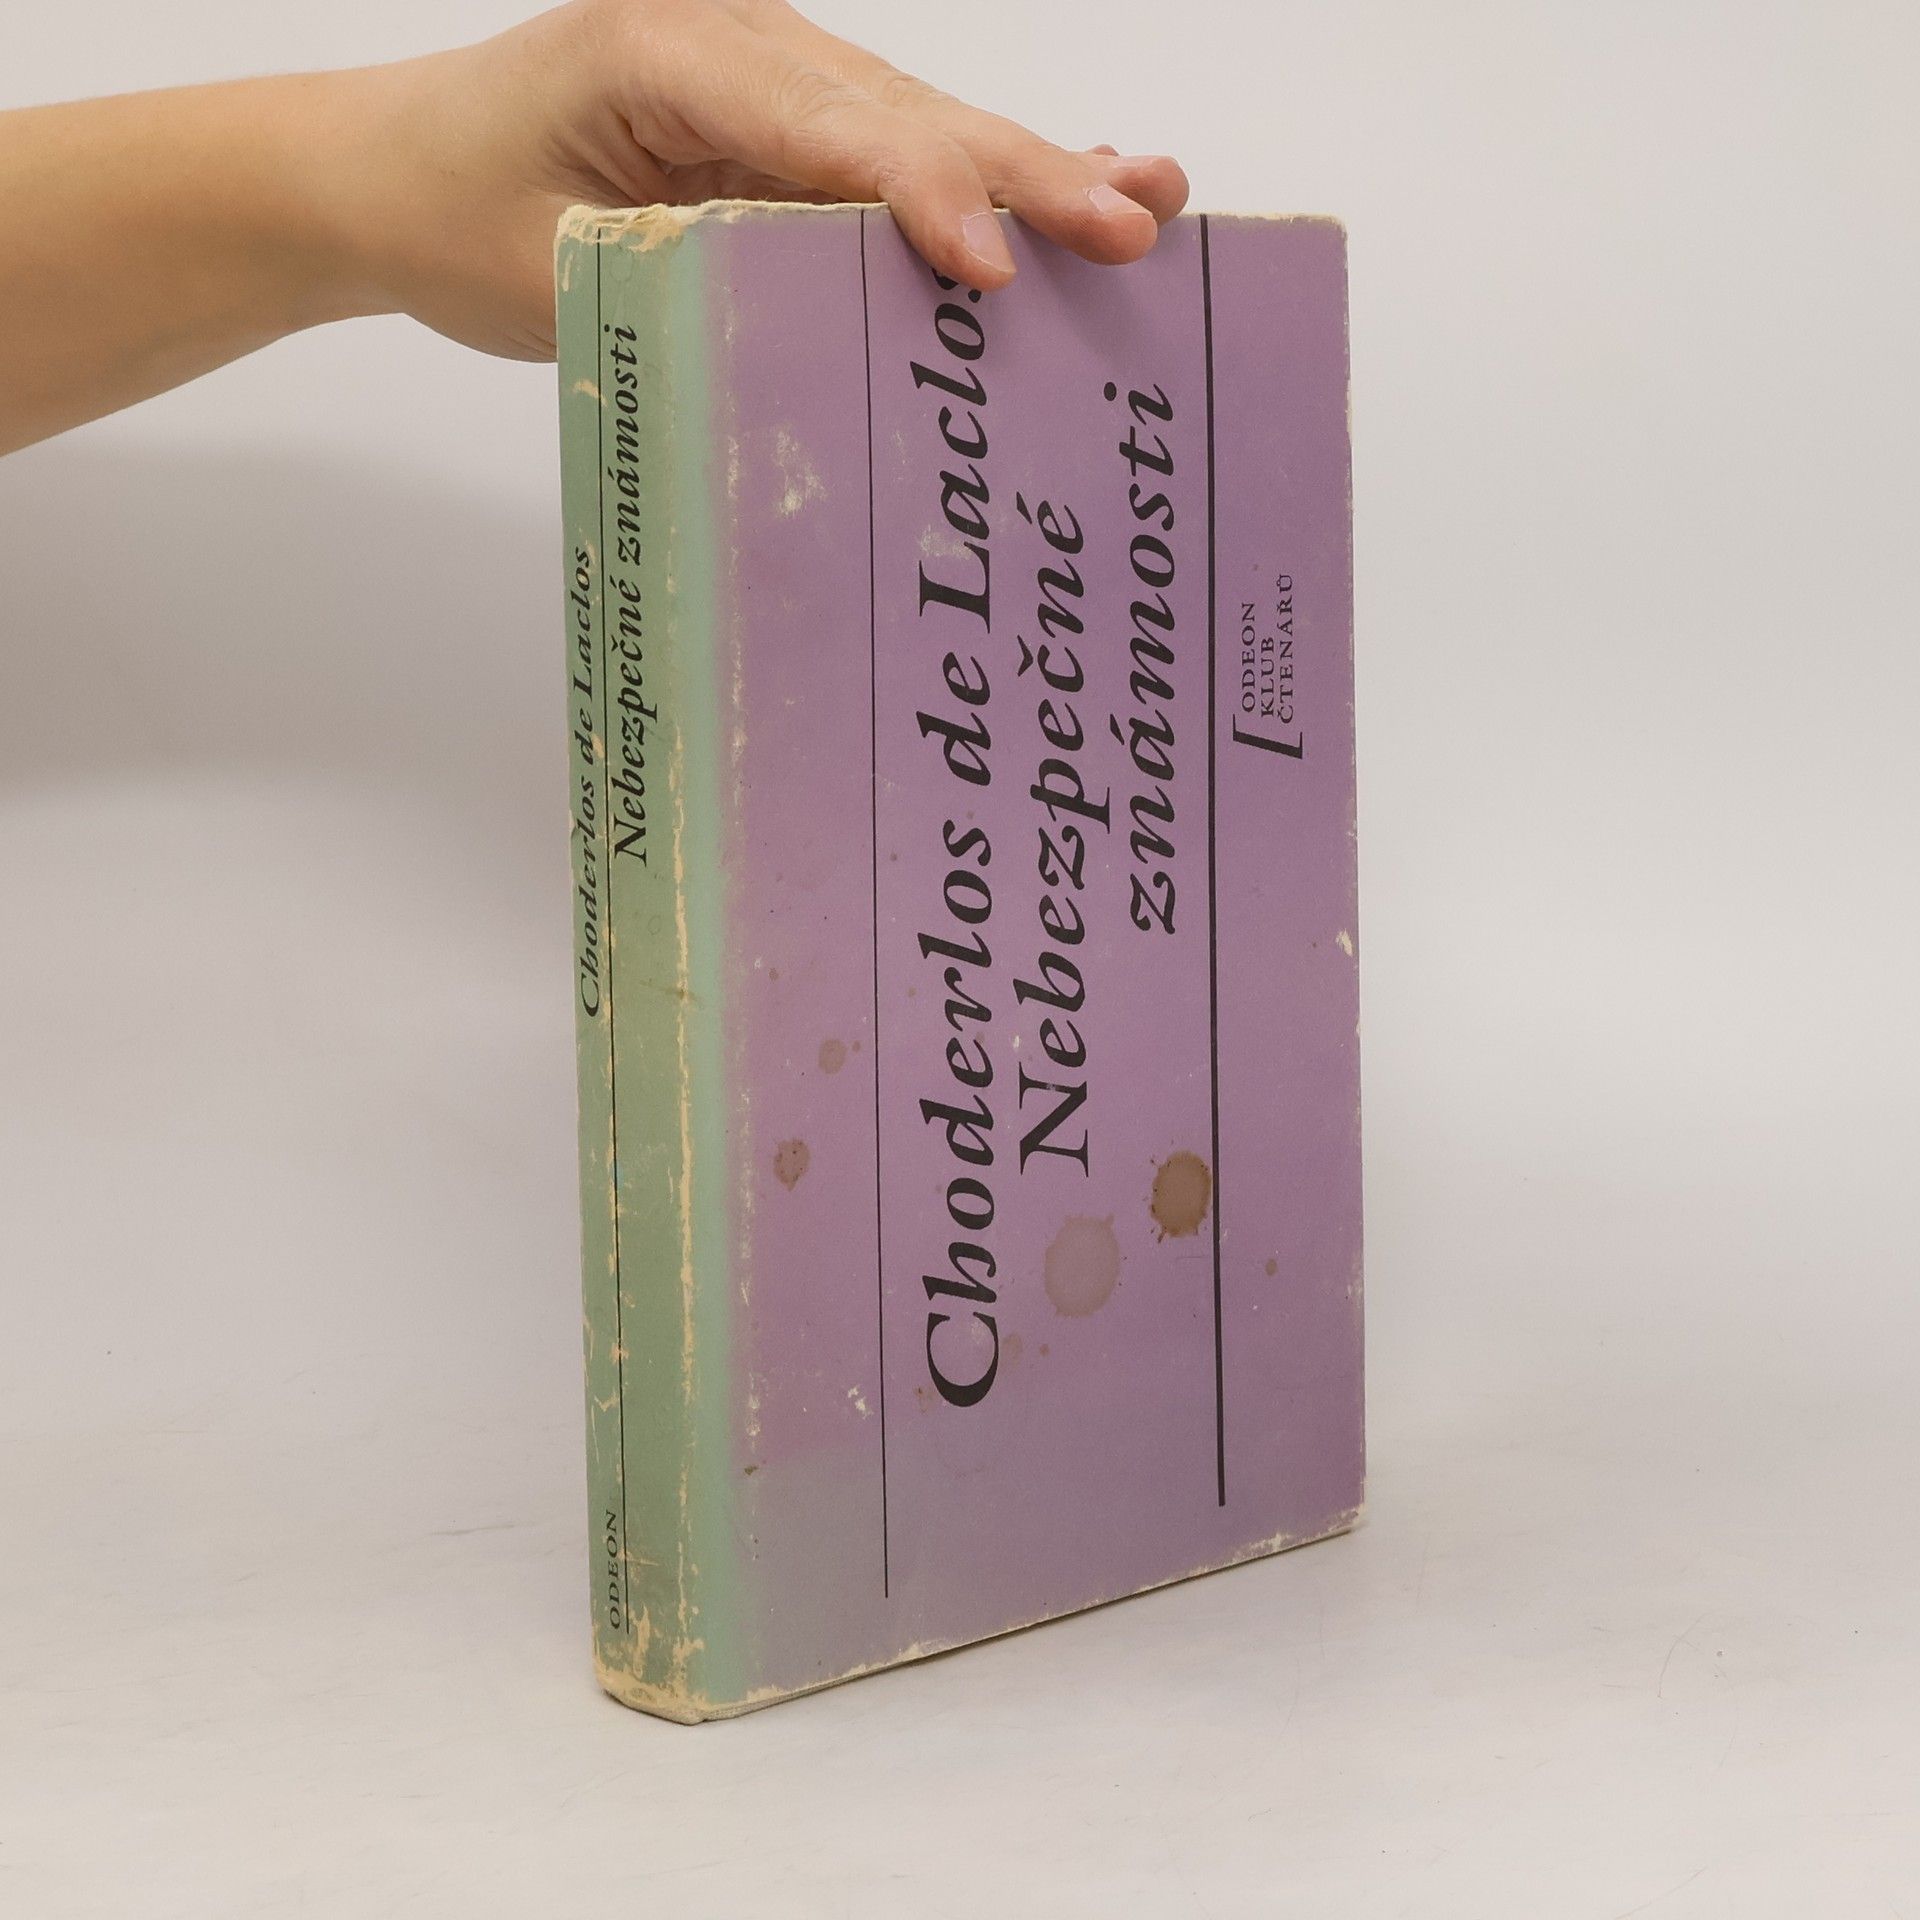 Choderlos de Laclos
Nebezpečné známosti
ODEON
Choderlos de Laclos
Nebezpečné
známosti
ODEON
KLUB
ČTENÁŘŮ